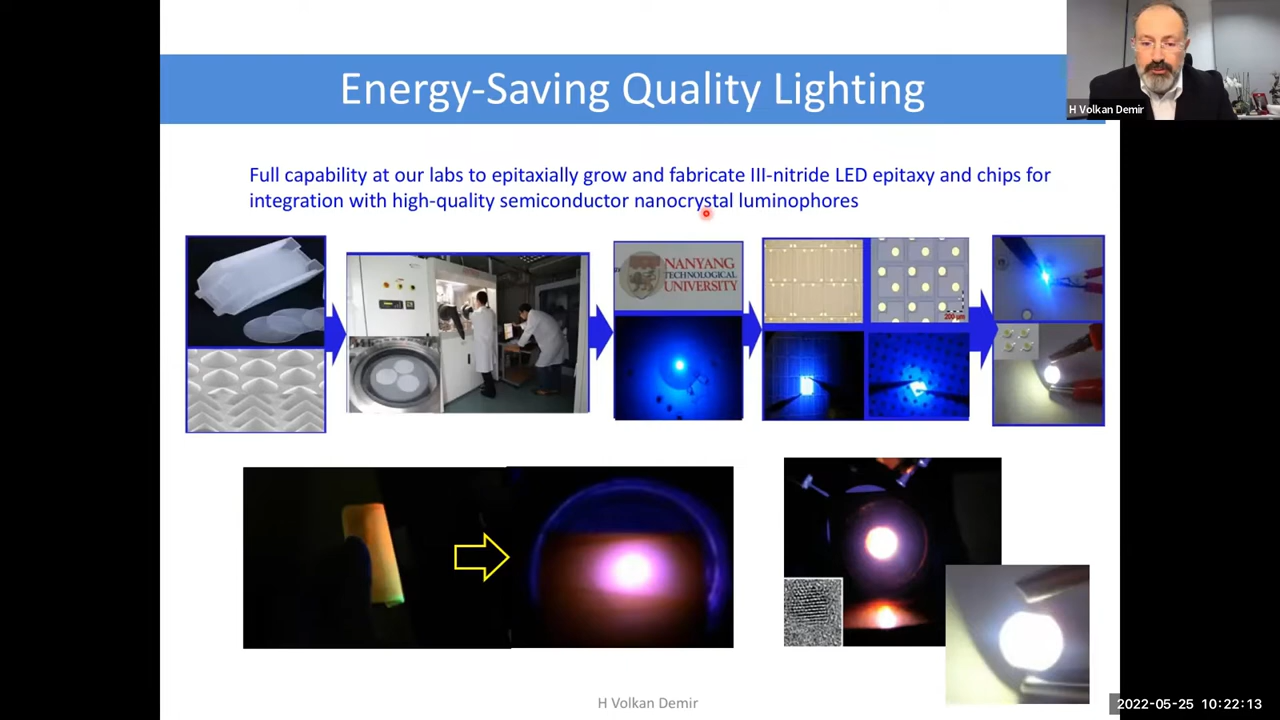 Energy-Saving Quality Lighting
H Volkan Demir
Full capability at our labs to epitaxially grow and fabricate III-nitride LED epitaxy and chips for
integration with high-quality semiconductor nanocrystal luminophores
NANYANG
TECHNOLOGICAL
UNIVERSITY
200 µm
H Volkan Demir
2022-05-25 10:22:13